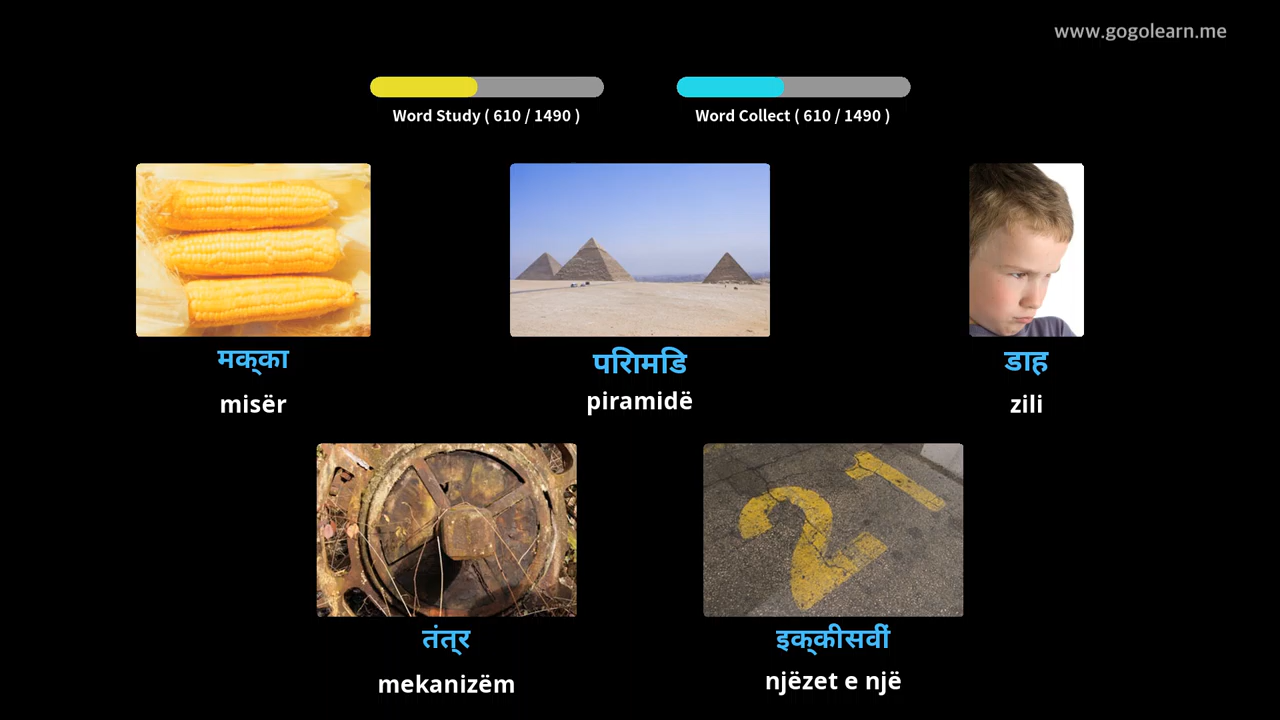 www.gogolearn.me
Word Study ( 610 / 1490 )
Word Collect ( 610 / 1490 )
मक्का
misër
परिामडि
piramidë
डाह
zili
21
तंत्र
mekanizëm
इक्कीसवीं
njëzet e një